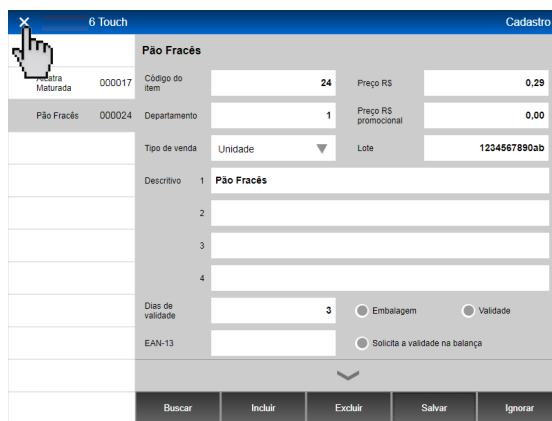 6 Touch
Cadastro
Pão Fracês
Maturada 000017
Pão Fracês 000024
Código do item 24
Preço R$ 0,29
Departamento 1
Preço R$ promocional 0,00
Tipo de venda Unidade
Lote 1234567890ab
Descritivo 1 Pão Fracês
2
3
4
Dias de validade 3
Embalagem
Validade
EAN-13
Solicita a validade na balança
Buscar Incluir Excluir Salvar Ignorar